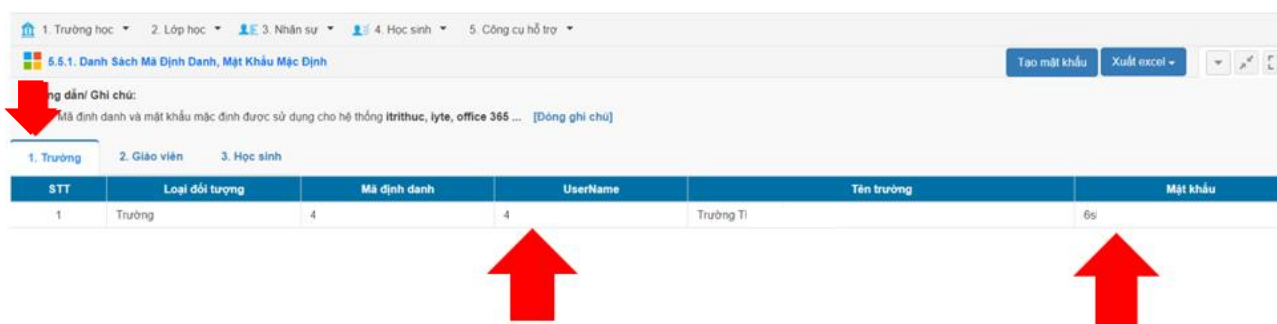 1. Trường học 2. Lớp học 3. Nhân sự 4. Học sinh 5. Công cụ hỗ trợ
5.5.1. Danh Sách Mã Định Danh, Mật Khẩu Mặc Định Tạo mật khẩu Xuất excel
dẫn/ Ghi chú:
Mã định danh và mật khẩu mặc định được sử dụng cho hệ thống itrithuc, iyte, office 365 ... [Đóng ghi chú]
1. Trường 2. Giáo viên 3. Học sinh
STT Loại đối tượng Mã định danh UserName Tên trường Mật khẩu
1 Trường 4 4 Trường